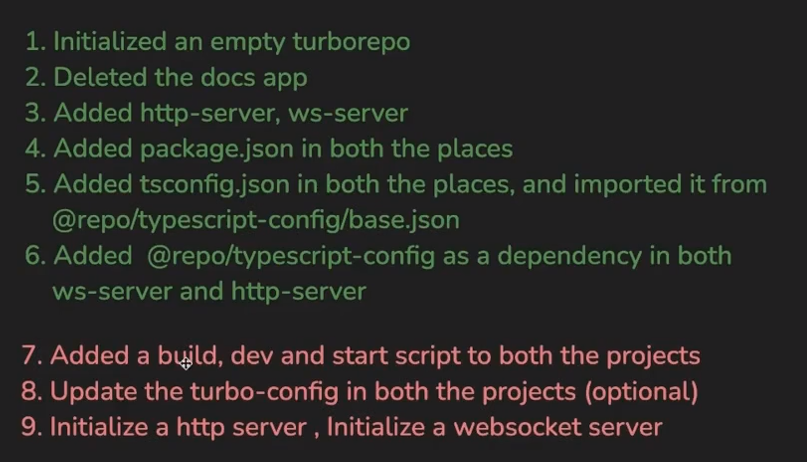 1. Initialized an empty turborepo
2. Deleted the docs app
3. Added http-server, ws-server
4. Added package.json in both the places
5. Added tsconfig.json in both the places, and imported it from
@repo/typescript-config/base.json
6. Added @repo/typescript-config as a dependency in both
ws-server and http-server
7. Added a build, dev and start script to both the projects
8. Update the turbo-config in both the projects (optional)
9. Initialize a http server , Initialize a websocket server